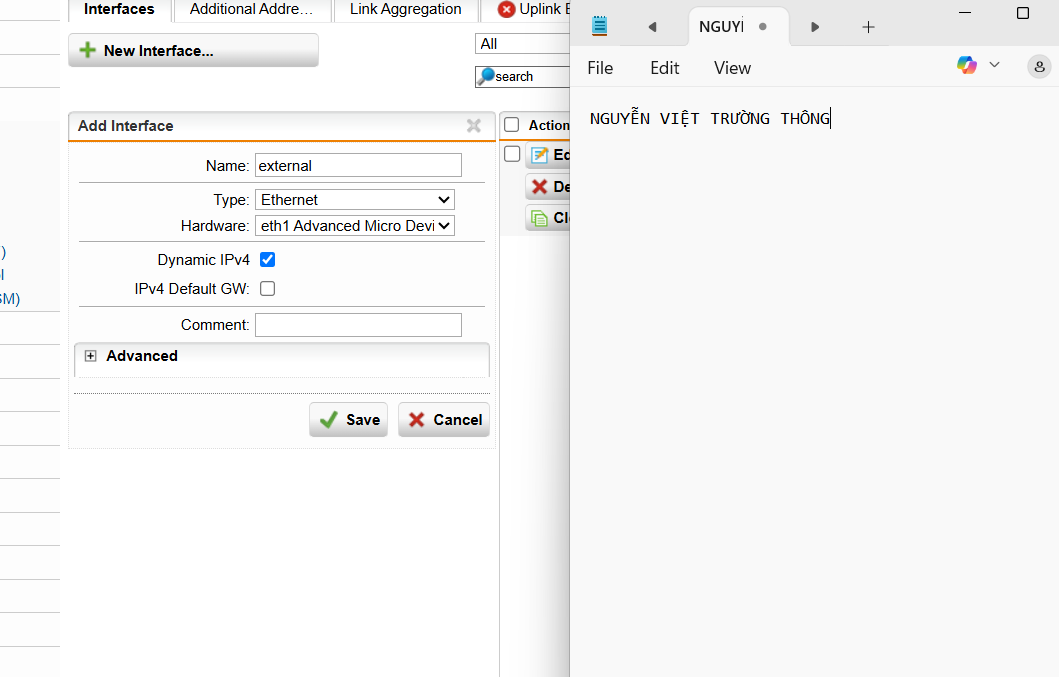 Interfaces
Additional Addre…
Link Aggregation
Uplink
New Interface...
All
search
Add Interface
Name: external
Type: Ethernet
Hardware: eth1 Advanced Micro Devi
Dynamic IPv4
IPv4 Default GW:
Comment:
Advanced
Save
Cancel
Action
Ed
De
Cl
)
SM)
NGUYỄ
File
Edit
View
NGUYỄN VIỆT TRƯỜNG THÔNG